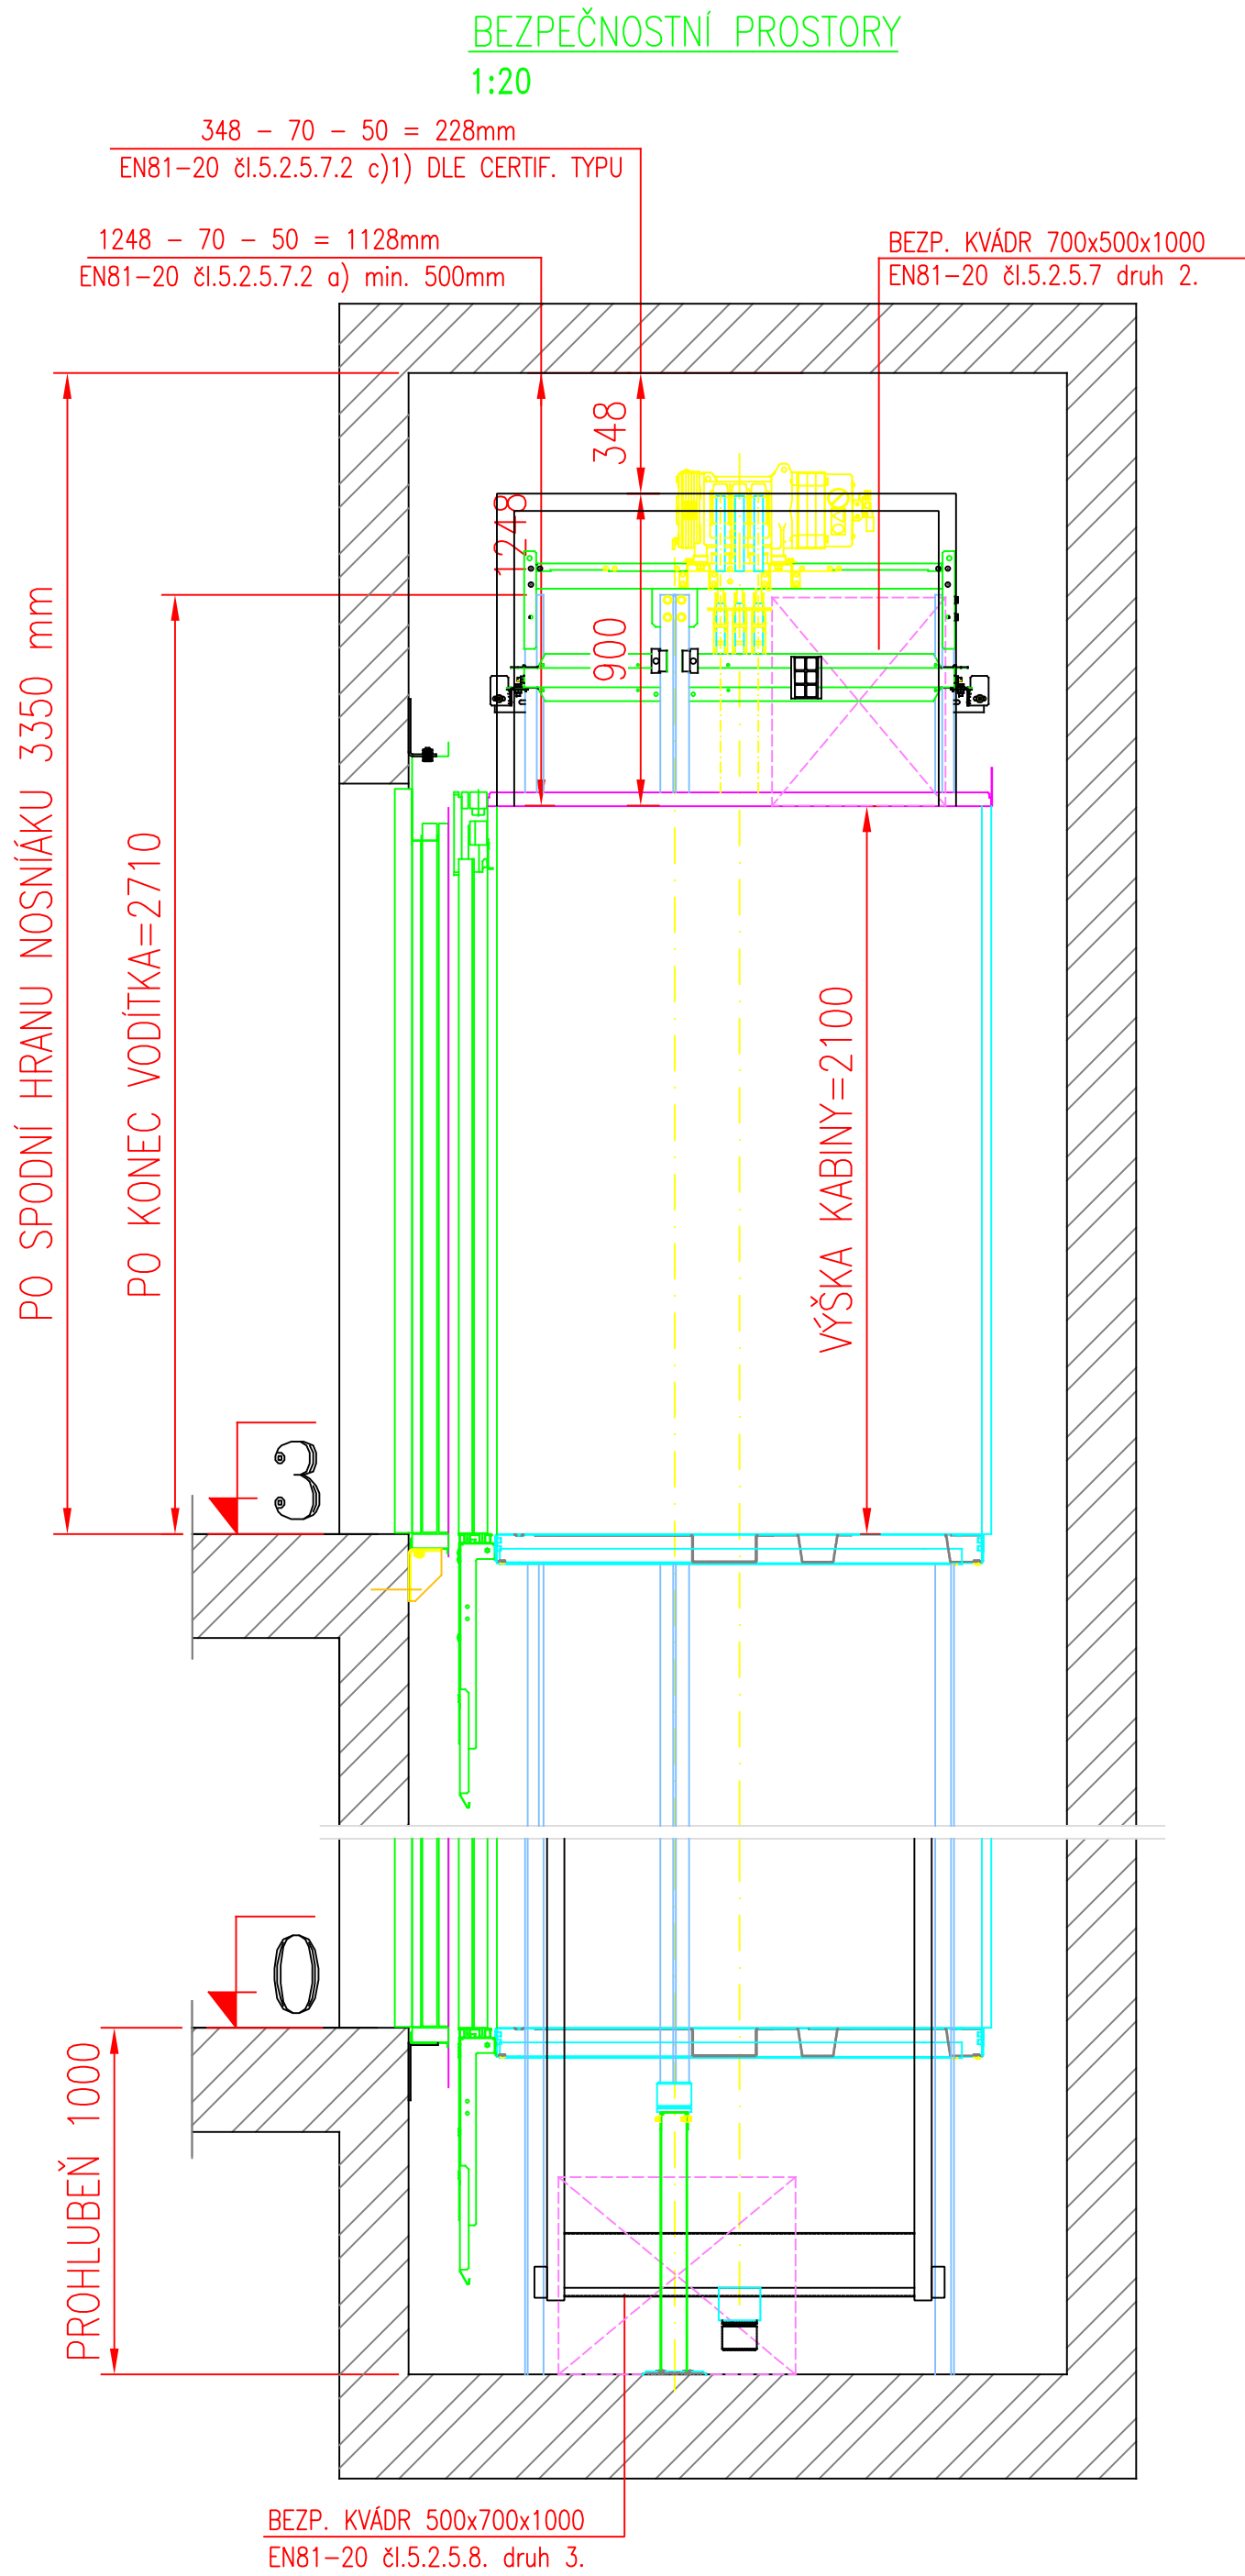 BEZPEČNOSTNÍ PROSTORY
1:20
348 - 70 - 50 = 228mm
EN81-20 čl.5.2.5.7.2 c)1) DLE CERTIF. TYPU
1248 - 70 - 50 = 1128mm
EN81-20 čl.5.2.5.7.2 a) min. 500mm
BEZP. KVÁDR 700x500x1000
EN81-20 čl.5.2.5.7 druh 2.
348
1248
900
PO SPODNÍ HRANU NOSNÍÁKU 3350 mm
PO KONEC VODÍTKA=2710
VÝŠKA KABINY=2100
3
0
PROHLUBEŇ 1000
BEZP. KVÁDR 500x700x1000
EN81-20 čl.5.2.5.8. druh 3.